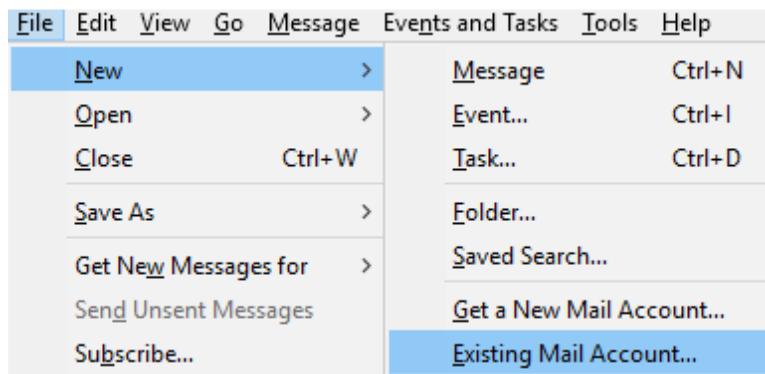 File Edit View Go Message Events and Tasks Tools Help
New > Message Ctrl+N
Open > Event... Ctrl+I
Close Ctrl+W Task... Ctrl+D
Save As > Folder...
Saved Search...
Get New Messages for >
Send Unsent Messages Get a New Mail Account...
Subscribe... Existing Mail Account...